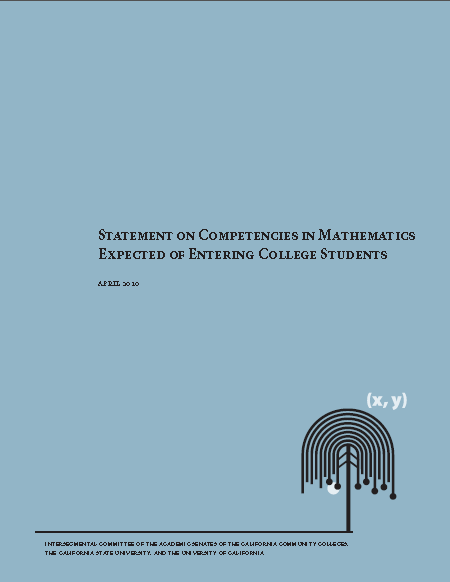 STATEMENT ON COMPETENCIES IN MATHEMATICS
EXPECTED OF ENTERING COLLEGE STUDENTS
APRIL 2010
(x, y)
INTERSEGMENTAL COMMITTEE OF THE ACADEMIC SENATES OF THE CALIFORNIA COMMUNITY COLLEGES,
THE CALIFORNIA STATE UNIVERSITY, AND THE UNIVERSITY OF CALIFORNIA